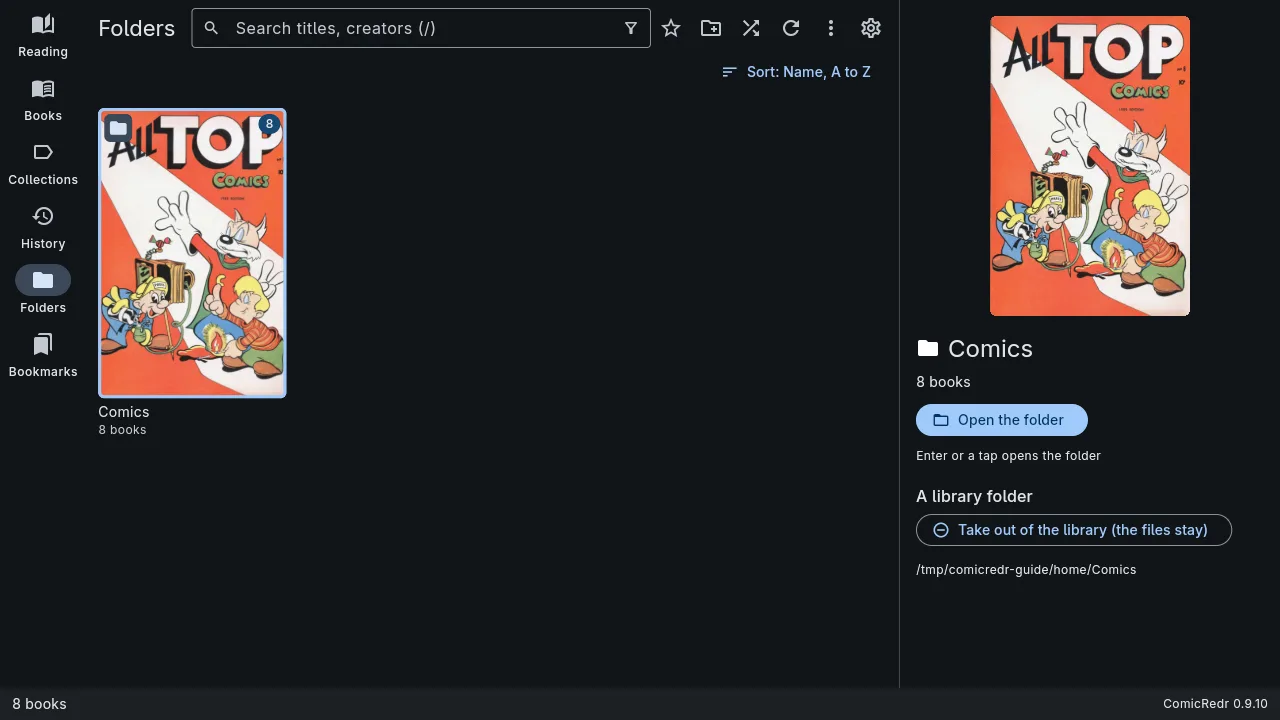 Reading
Books
Collections
History
Folders
Bookmarks
Folders
Search titles, creators (/)
Sort: Name, A to Z
8
ALL TOP
COMICS
Comics
8 books
ALL TOP
COMICS
Comics
8 books
Open the folder
Enter or a tap opens the folder
A library folder
Take out of the library (the files stay)
/tmp/comicredr-guide/home/Comics
8 books
ComicRedr 0.9.10